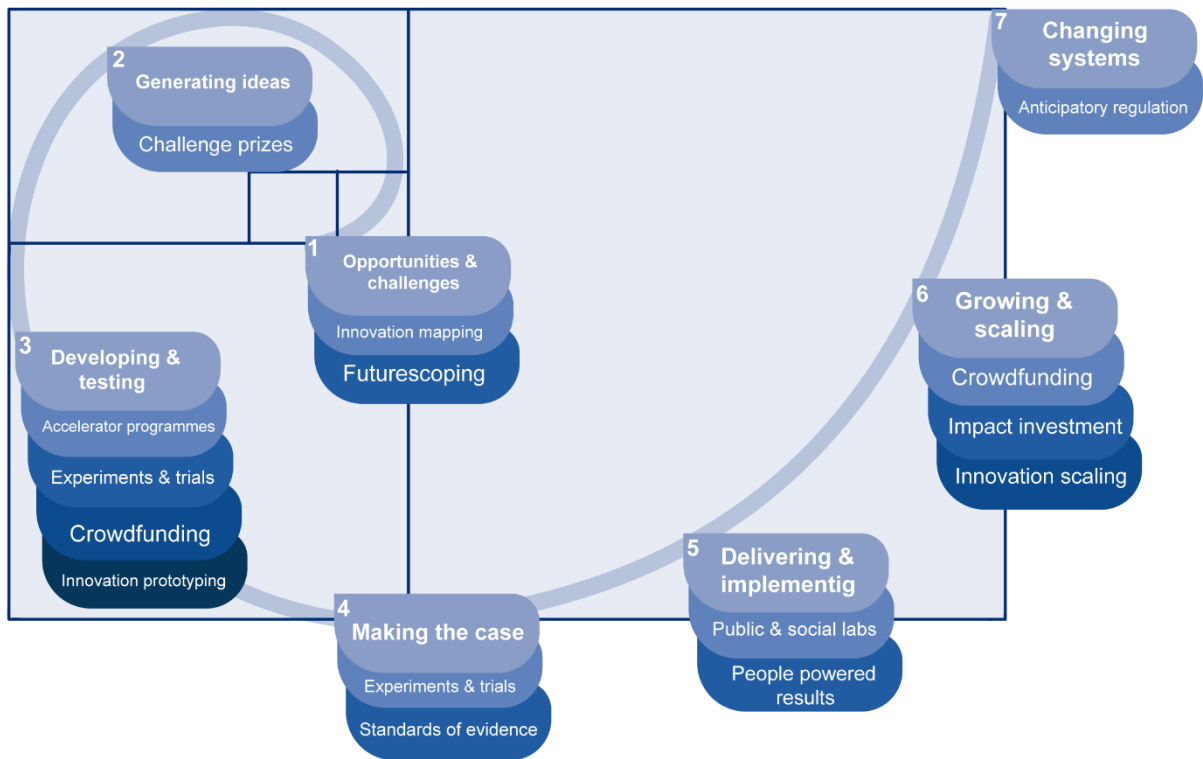 1
Opportunities &
challenges
Innovation mapping
Futurescoping
2
Generating ideas
Challenge prizes
3
Developing &
testing
Accelerator programmes
Experiments & trials
Crowdfunding
Innovation prototyping
4
Making the case
Experiments & trials
Standards of evidence
5
Delivering &
implementig
Public & social labs
People powered
results
6
Growing &
scaling
Crowdfunding
Impact investment
Innovation scaling
7
Changing
systems
Anticipatory regulation